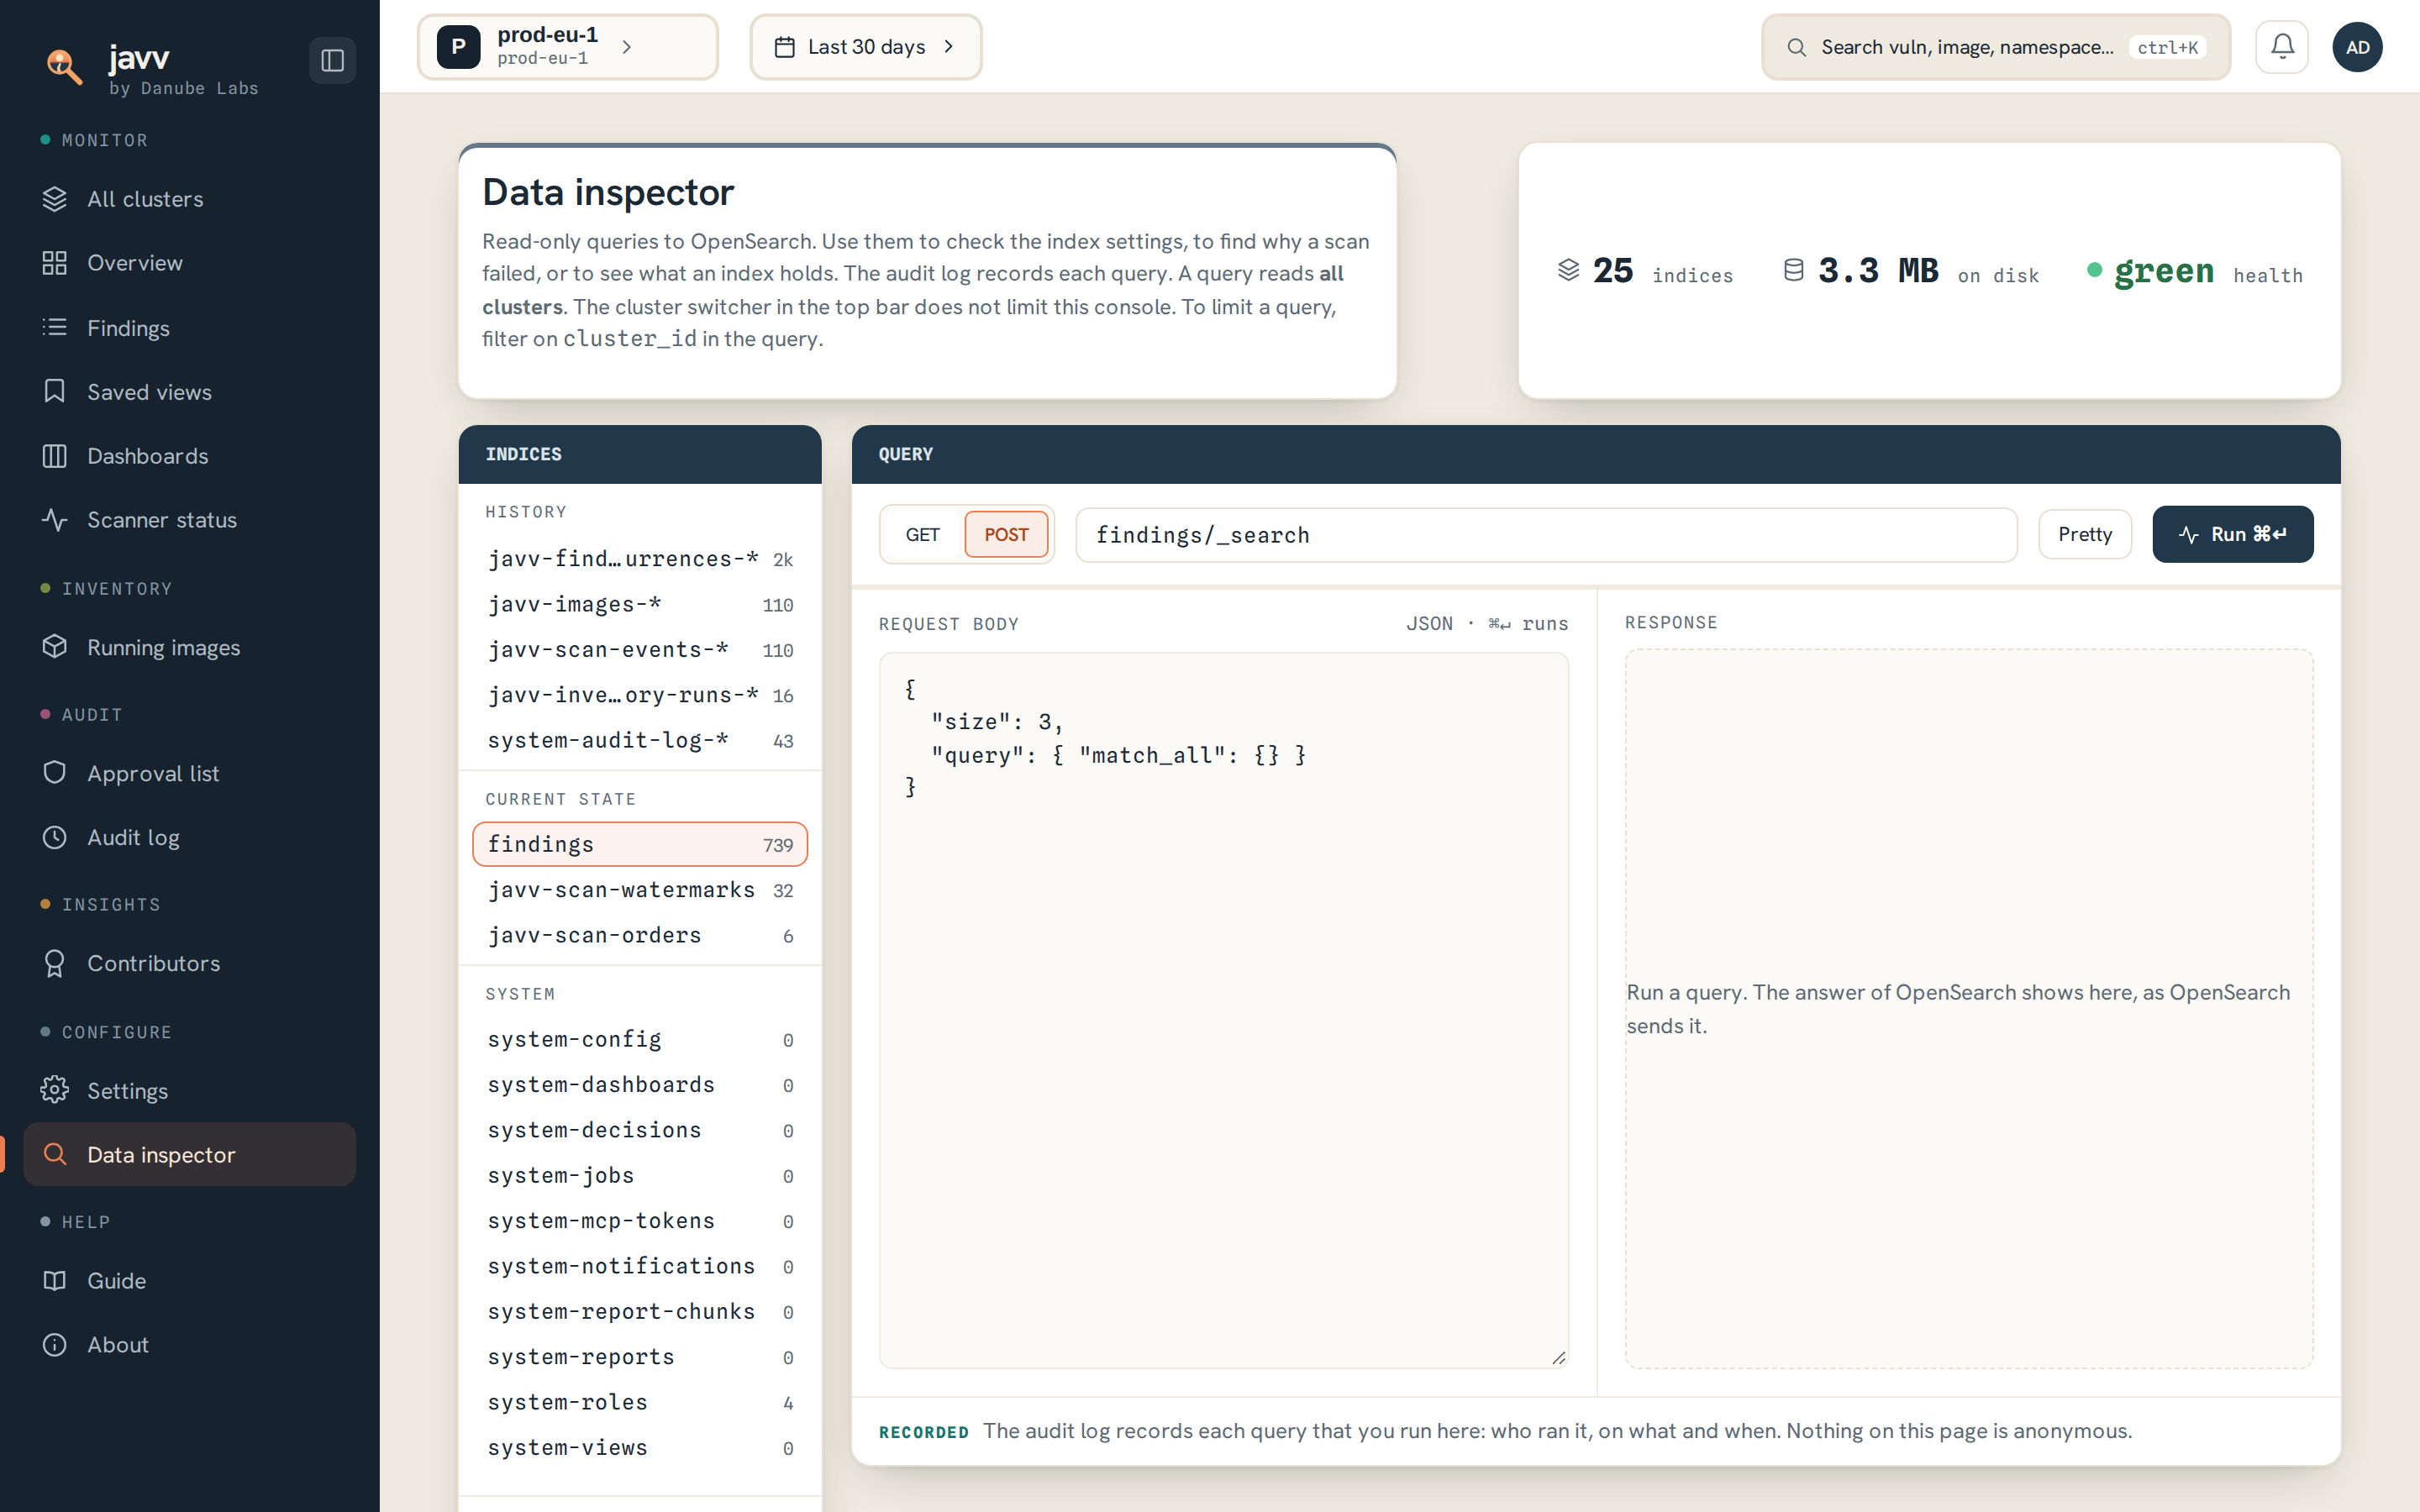 javv
by Danube Labs
MONITOR
All clusters
Overview
Findings
Saved views
Dashboards
Scanner status
INVENTORY
Running images
AUDIT
Approval list
Audit log
INSIGHTS
Contributors
CONFIGURE
Settings
Data inspector
HELP
Guide
About
P
prod-eu-1
prod-eu-1
Last 30 days
Search vuln, image, namespace...
ctrl+K
AD
Data inspector
Read-only queries to OpenSearch. Use them to check the index settings, to find why a scan
failed, or to see what an index holds. The audit log records each query. A query reads all
clusters. The cluster switcher in the top bar does not limit this console. To limit a query,
filter on cluster_id in the query.
25 indices
3.3 MB on disk
green health
INDICES
HISTORY
javv-find…urrences-* 2k
javv-images-* 110
javv-scan-events-* 110
javv-inve…ory-runs-* 16
system-audit-log-* 43
CURRENT STATE
findings 739
javv-scan-watermarks 32
javv-scan-orders 6
SYSTEM
system-config 0
system-dashboards 0
system-decisions 0
system-jobs 0
system-mcp-tokens 0
system-notifications 0
system-report-chunks 0
system-reports 0
system-roles 4
system-views 0
QUERY
GET POST findings/_search Pretty Run ⌘↵
REQUEST BODY JSON · ⌘↵ runs
{
"size": 3,
"query": { "match_all": {} }
}
RESPONSE
Run a query. The answer of OpenSearch shows here, as OpenSearch
sends it.
RECORDED The audit log records each query that you run here: who ran it, on what and when. Nothing on this page is anonymous.